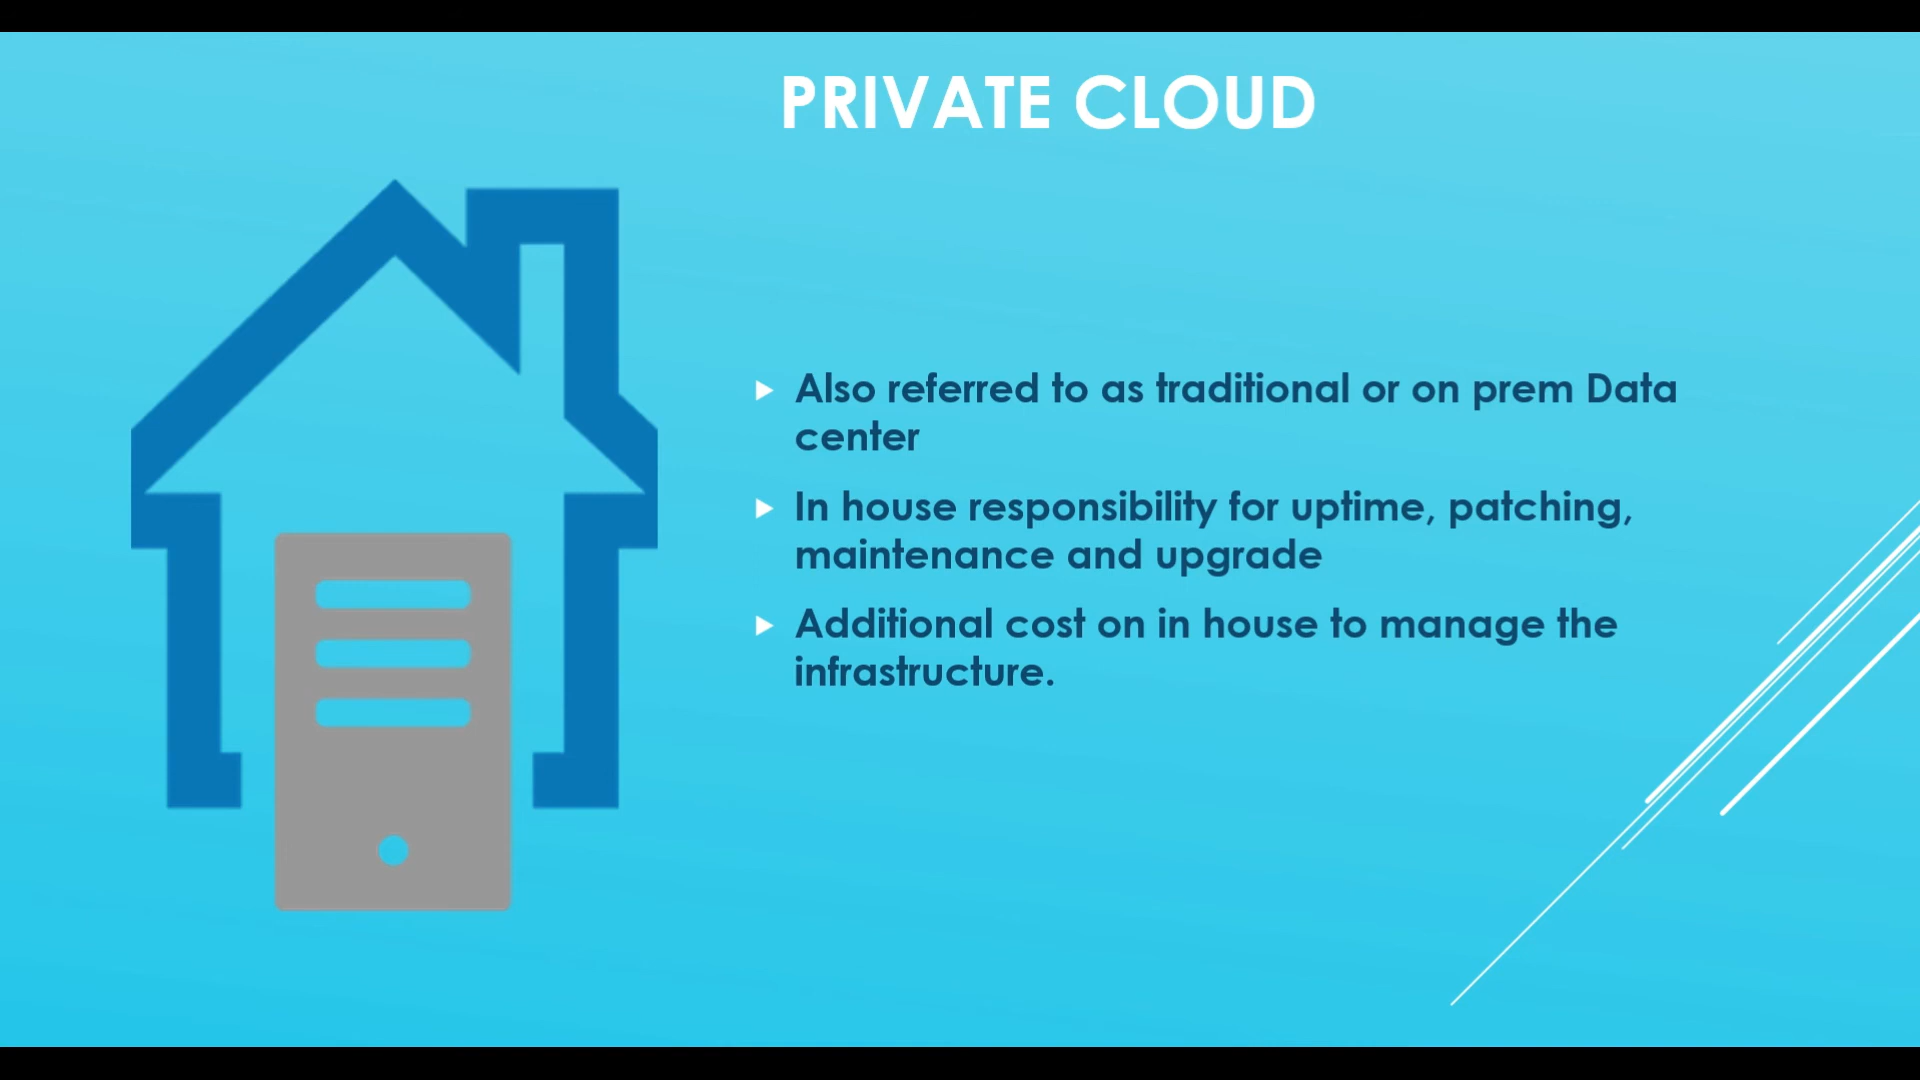 PRIVATE CLOUD
Also referred to as traditional or on prem Data
center
In house responsibility for uptime, patching,
maintenance and upgrade
Additional cost on in house to manage the
infrastructure.